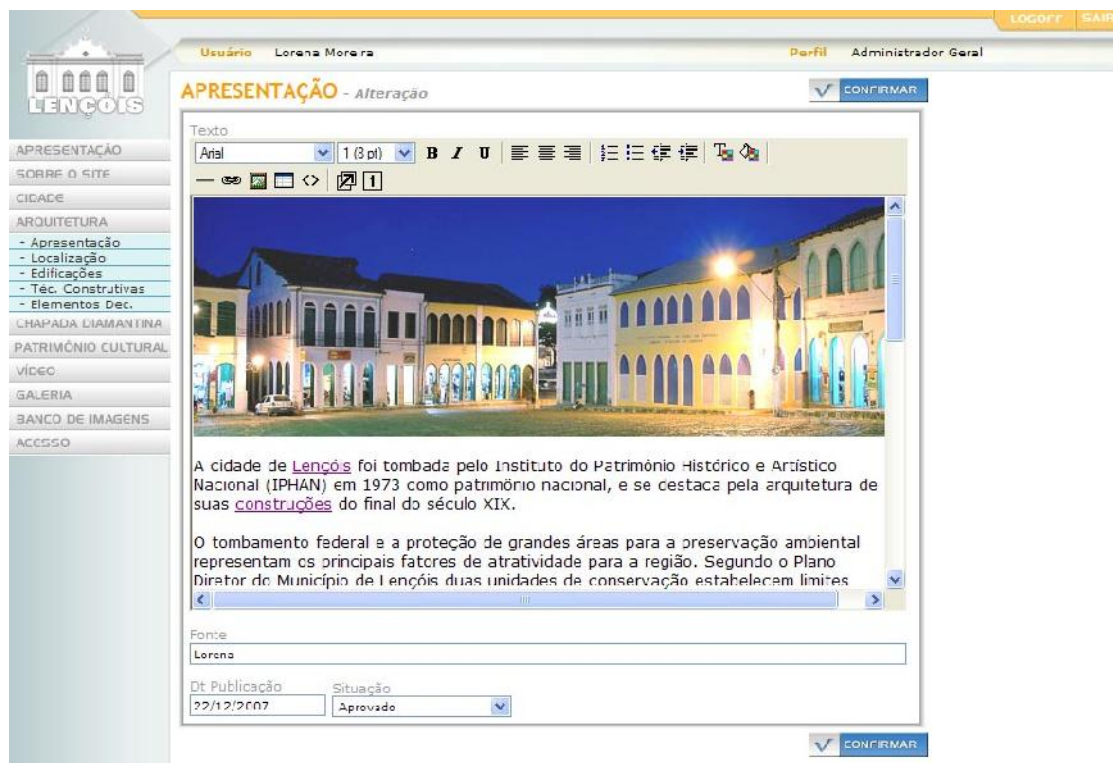 LOGOFF SAIR
Usuário Lorena Moreira Perfil Administrador Geral
LENÇÓIS
APRESENTAÇÃO - Alteração
CONFIRMAR
APRESENTAÇÃO
SOBRE O SITE
CIDADE
ARQUITETURA
- Apresentação
- Localização
- Edificações
- Téc. Construtivas
- Elementos Dec.
CHAPADA DIAMANTINA
PATRIMÔNIO CULTURAL
VÍDEO
GALERIA
BANCO DE IMAGENS
ACESSO
Texto
Arial 1 (8 pt) B I U
A cidade de Lençóis foi tombada pelo Instituto do Patrimônio Histórico e Artístico
Nacional (IPHAN) em 1973 como patrimônio nacional, e se destaca pela arquitetura de
suas construções do final do século XIX.
O tombamento federal e a proteção de grandes áreas para a preservação ambiental
representam os principais fatores de atratividade para a região. Segundo o Plano
Diretor do Município de Lençóis duas unidades de conservação estabelecem limites
Fonte
Lorena
Dt Publicação Situação
22/12/2007 Aprovado
CONFIRMAR